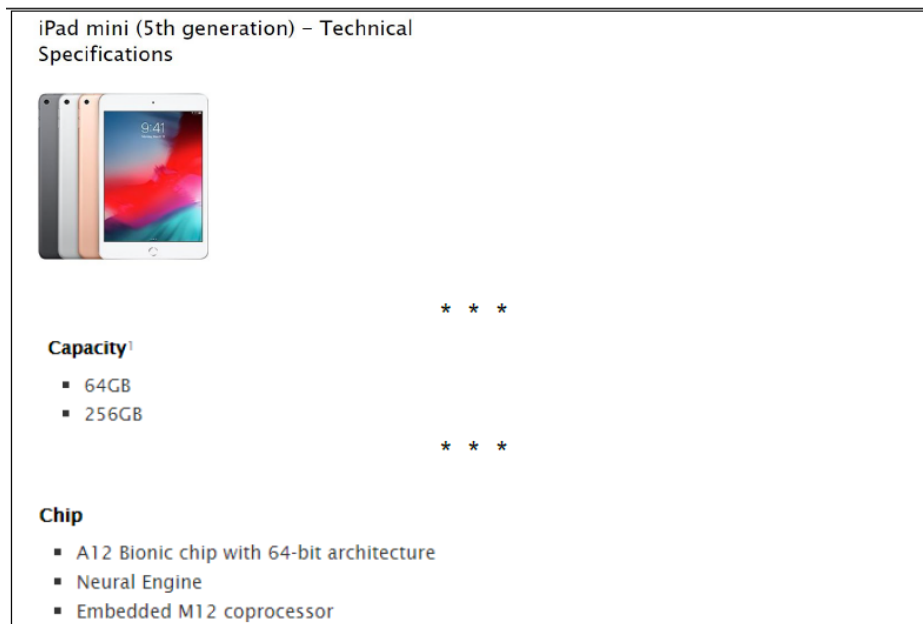 iPad mini (5th generation) – Technical
Specifications
9:41
* * *
Capacity1
▪ 64GB
▪ 256GB
* * *
Chip
▪ A12 Bionic chip with 64-bit architecture
▪ Neural Engine
▪ Embedded M12 coprocessor